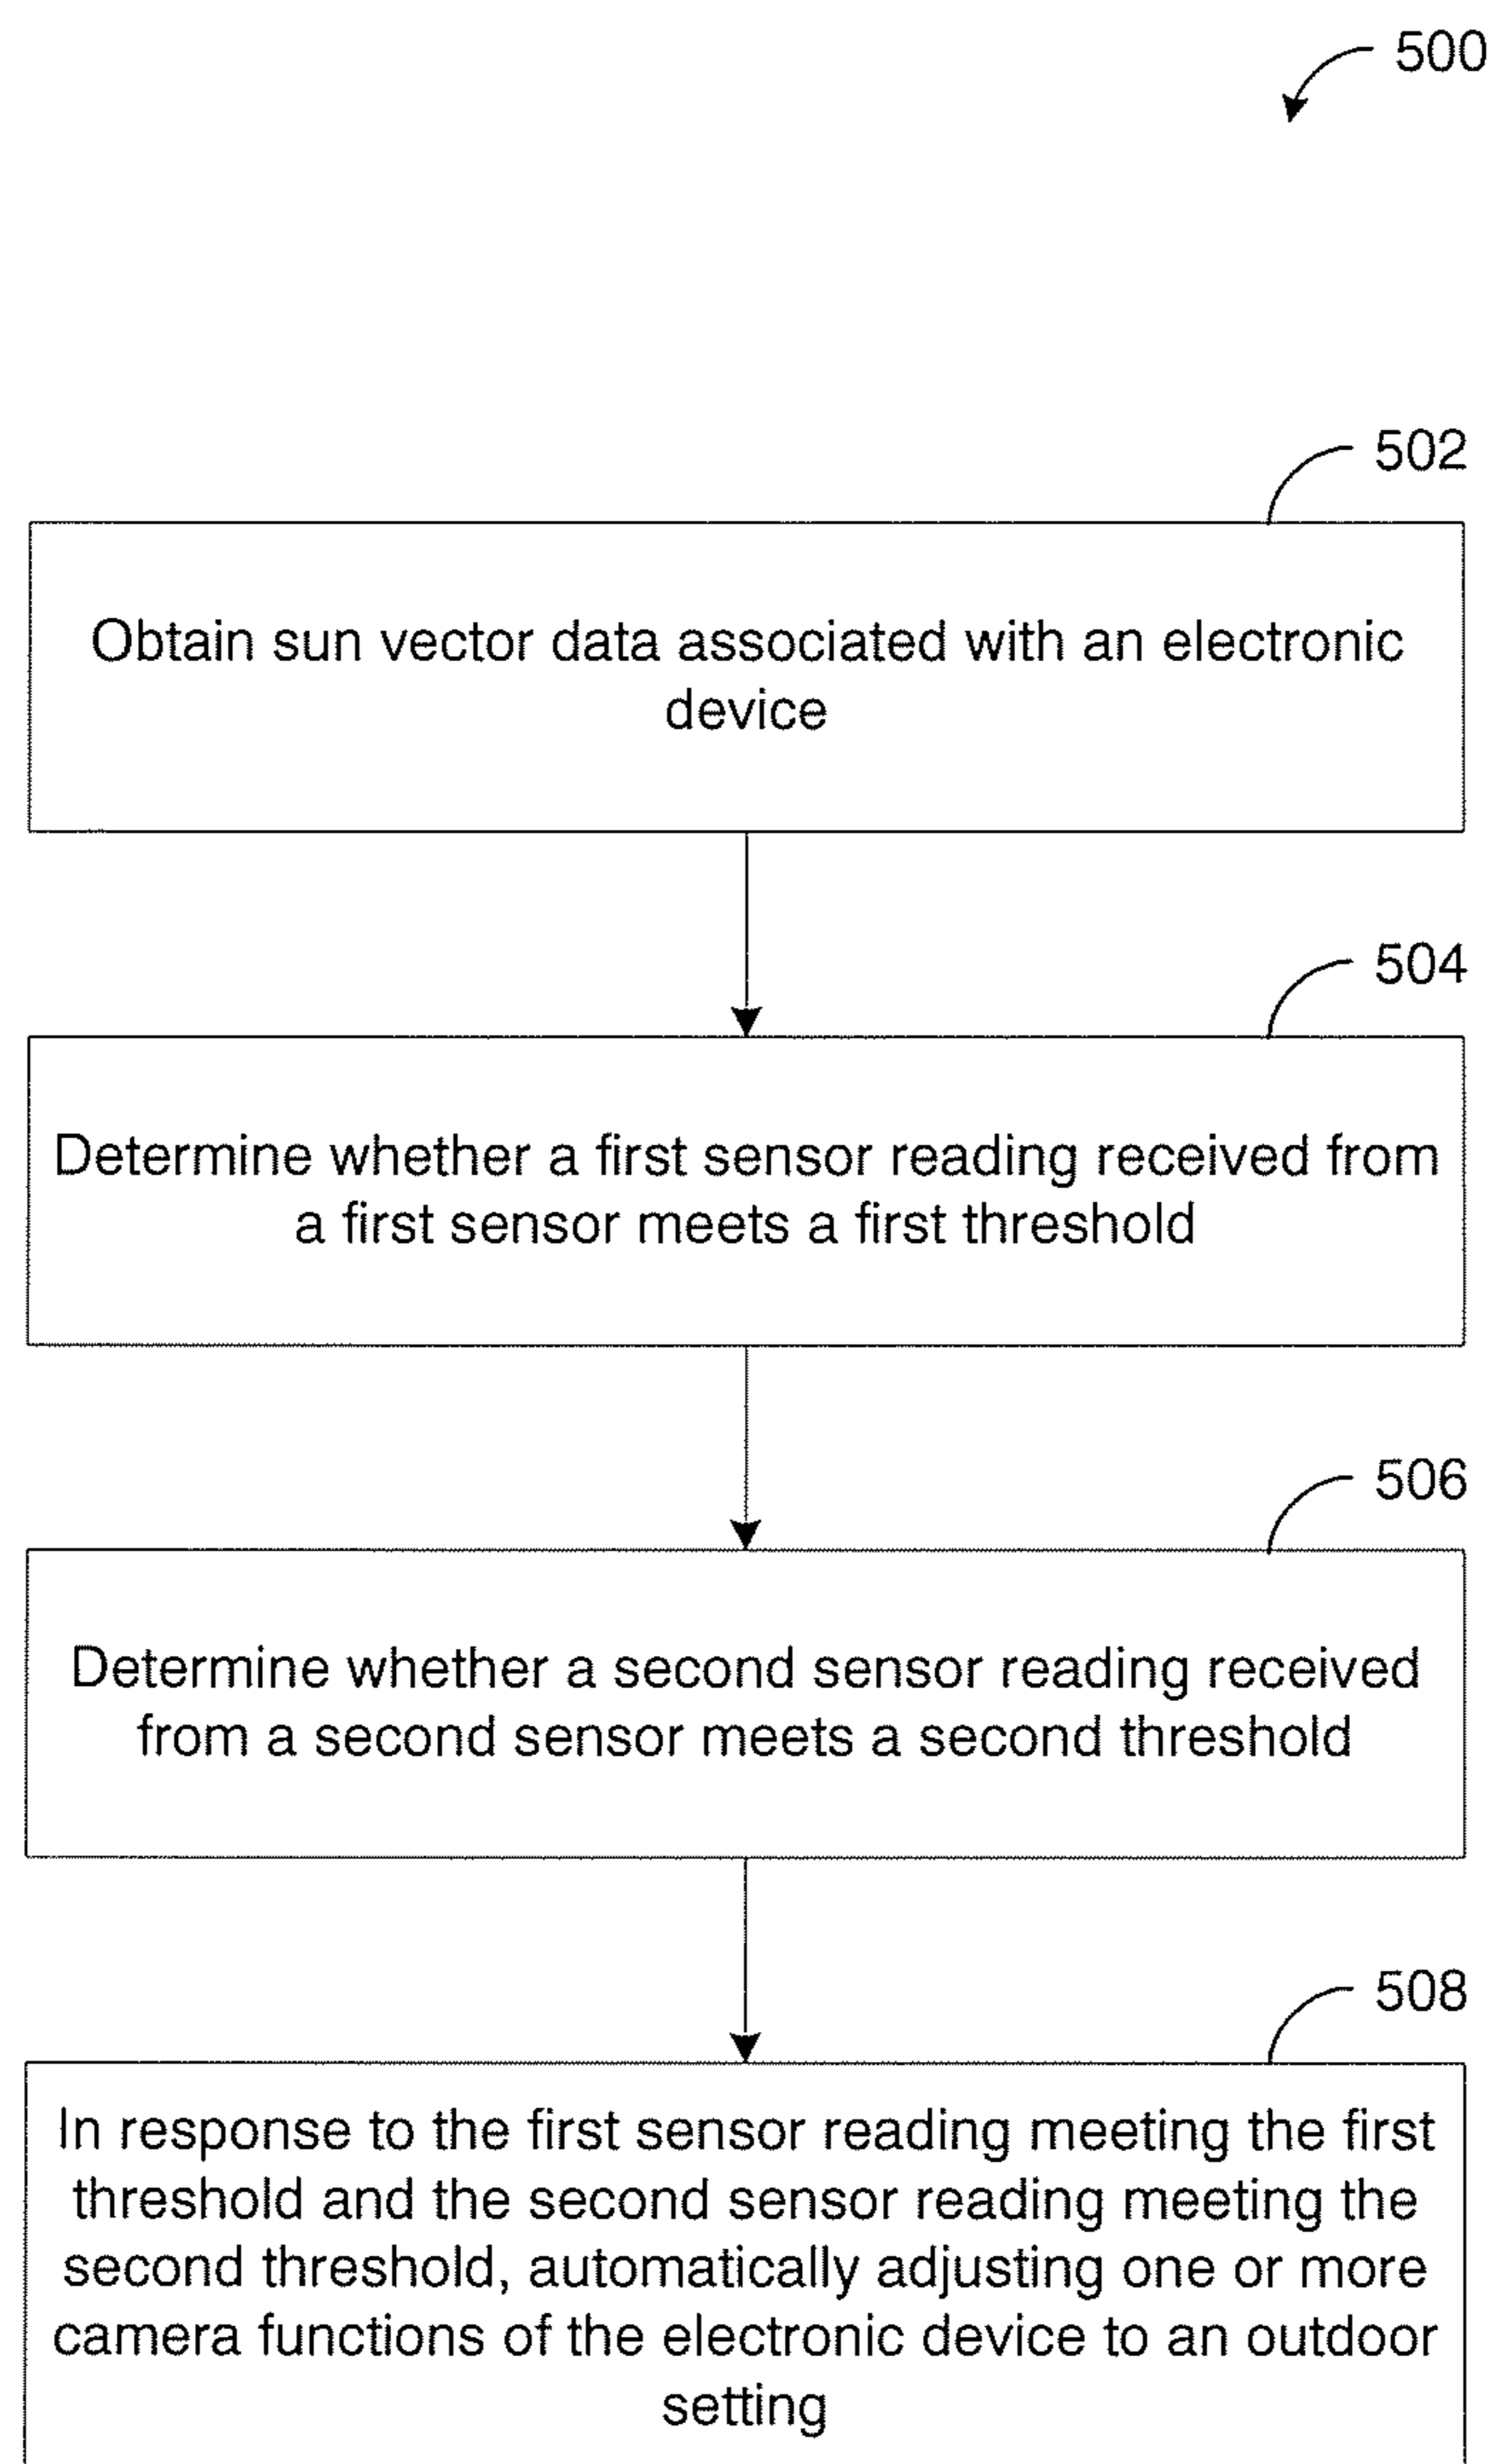 500
502
Obtain sun vector data associated with an electronic
device
504
Determine whether a first sensor reading received from
a first sensor meets a first threshold
506
Determine whether a second sensor reading received
from a second sensor meets a second threshold
508
In response to the first sensor reading meeting the first
threshold and the second sensor reading meeting the
second threshold, automatically adjusting one or more
camera functions of the electronic device to an outdoor
setting